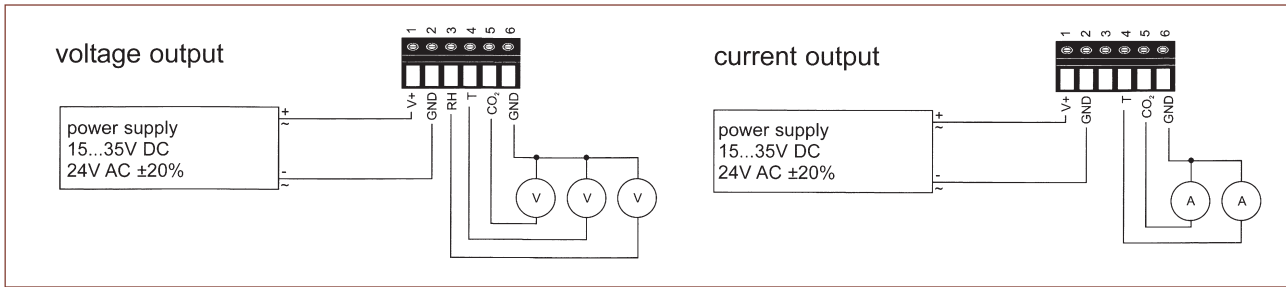 voltage output
1 2 3 4 5 6
V+ GND RH T CO₂ GND
power supply
15...35V DC
24V AC ±20%
+
~
-
~
V V V
current output
1 2 3 4 5 6
V+ GND T CO₂ GND
power supply
15...35V DC
24V AC ±20%
+
~
-
~
A A